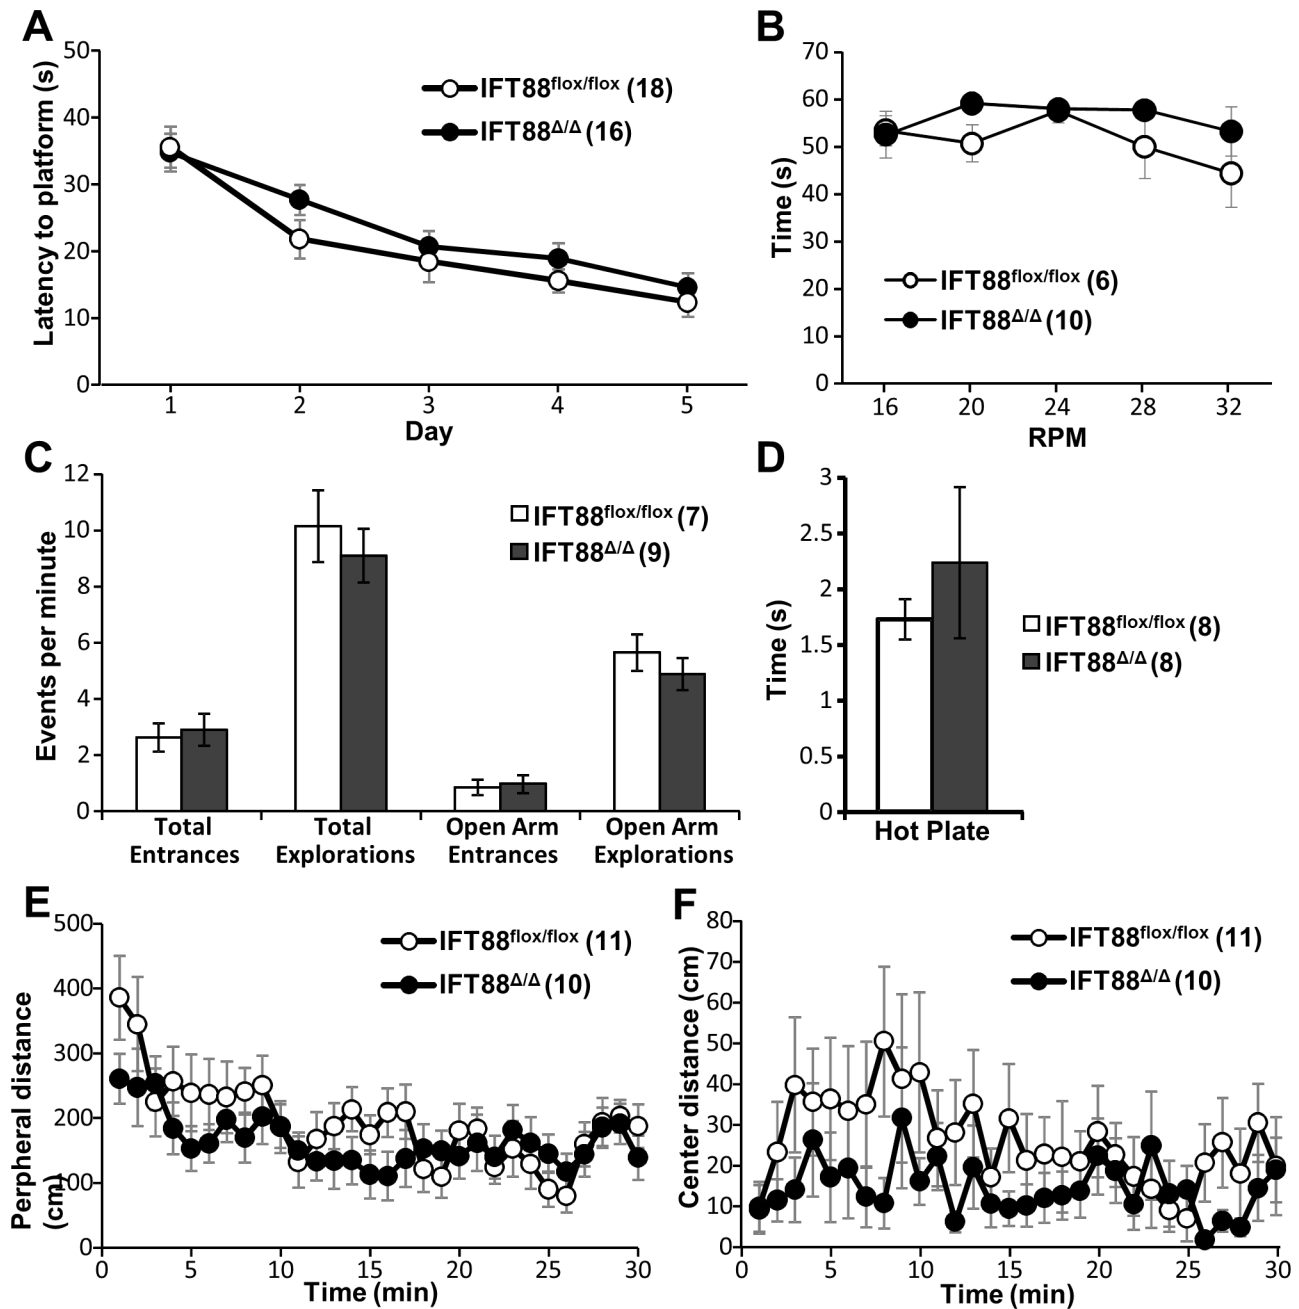 A
50
40
30
20
10
0
Latency to platform (s)
IFT88flox/flox (18)
IFT88Δ/Δ (16)
1 2 3 4 5
Day
B
70
60
50
40
30
20
10
0
Time (s)
IFT88flox/flox (6)
IFT88Δ/Δ (10)
16 20 24 28 32
RPM
C
12
10
8
6
4
2
0
Events per minute
IFT88flox/flox (7)
IFT88Δ/Δ (9)
Total
Entrances
Total
Explorations
Open Arm
Entrances
Open Arm
Explorations
D
3
2.5
2
1.5
1
0.5
0
Time (s)
IFT88flox/flox (8)
IFT88Δ/Δ (8)
Hot Plate
E
500
400
300
200
100
0
Perpheral distance
(cm)
IFT88flox/flox (11)
IFT88Δ/Δ (10)
0 5 10 15 20 25 30
Time (min)
F
80
70
60
50
40
30
20
10
0
Center distance (cm)
IFT88flox/flox (11)
IFT88Δ/Δ (10)
0 5 10 15 20 25 30
Time (min)